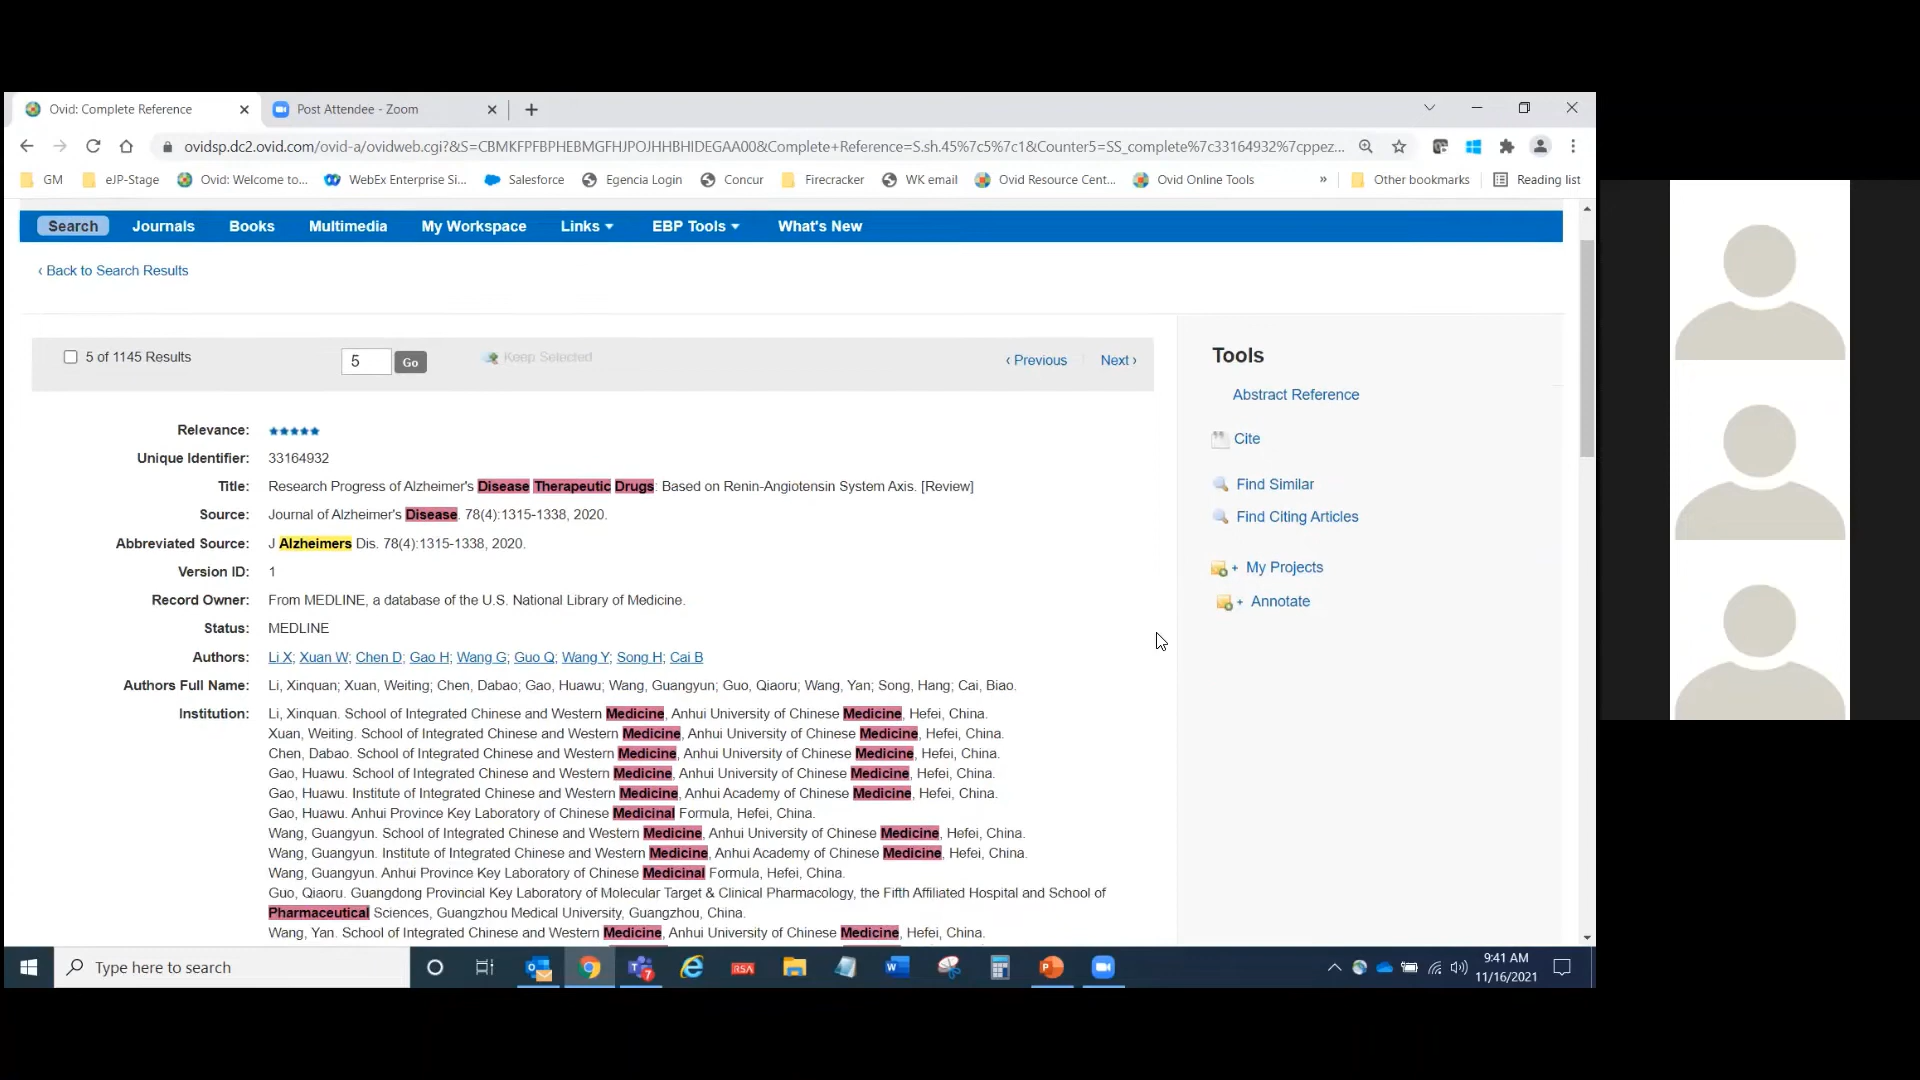 Ovid: Complete Reference
Post Attendee - Zoom
ovidsp.dc2.ovid.com/ovid-a/ovidweb.cgi?&S=CBMKFPFBPHEBMGFHJPOJHHBHIDEGAA00&Complete+Reference=S.sh.45%7c5%7c1&Counter5=SS_complete%7c33164932%7cppez...
GM eJP-Stage Ovid: Welcome to... WebEx Enterprise Si... Salesforce Egencia Login Concur Firecracker WK email Ovid Resource Cent... Ovid Online Tools » Other bookmarks Reading list
Search Journals Books Multimedia My Workspace Links EBP Tools What's New
‹ Back to Search Results
5 of 1145 Results 5 Go Keep Selected ‹ Previous Next ›
Relevance:
Unique Identifier: 33164932
Title: Research Progress of Alzheimer's Disease Therapeutic Drugs: Based on Renin-Angiotensin System Axis. [Review]
Source: Journal of Alzheimer's Disease. 78(4):1315-1338, 2020.
Abbreviated Source: J Alzheimers Dis. 78(4):1315-1338, 2020.
Version ID: 1
Record Owner: From MEDLINE, a database of the U.S. National Library of Medicine.
Status: MEDLINE
Authors: Li X; Xuan W; Chen D; Gao H; Wang G; Guo Q; Wang Y; Song H; Cai B
Authors Full Name: Li, Xinquan; Xuan, Weiting; Chen, Dabao; Gao, Huawu; Wang, Guangyun; Guo, Qiaoru; Wang, Yan; Song, Hang; Cai, Biao.
Institution: Li, Xinquan. School of Integrated Chinese and Western Medicine, Anhui University of Chinese Medicine, Hefei, China.
Xuan, Weiting. School of Integrated Chinese and Western Medicine, Anhui University of Chinese Medicine, Hefei, China.
Chen, Dabao. School of Integrated Chinese and Western Medicine, Anhui University of Chinese Medicine, Hefei, China.
Gao, Huawu. School of Integrated Chinese and Western Medicine, Anhui University of Chinese Medicine, Hefei, China.
Gao, Huawu. Institute of Integrated Chinese and Western Medicine, Anhui Academy of Chinese Medicine, Hefei, China.
Gao, Huawu. Anhui Province Key Laboratory of Chinese Medicinal Formula, Hefei, China.
Wang, Guangyun. School of Integrated Chinese and Western Medicine, Anhui University of Chinese Medicine, Hefei, China.
Wang, Guangyun. Institute of Integrated Chinese and Western Medicine, Anhui Academy of Chinese Medicine, Hefei, China.
Wang, Guangyun. Anhui Province Key Laboratory of Chinese Medicinal Formula, Hefei, China.
Guo, Qiaoru. Guangdong Provincial Key Laboratory of Molecular Target & Clinical Pharmacology, the Fifth Affiliated Hospital and School of
Pharmaceutical Sciences, Guangzhou Medical University, Guangzhou, China.
Wang, Yan. School of Integrated Chinese and Western Medicine, Anhui University of Chinese Medicine, Hefei, China.
Tools
Abstract Reference
Cite
Find Similar
Find Citing Articles
+ My Projects
+ Annotate
Type here to search
7
RSA
9:41 AM
11/16/2021